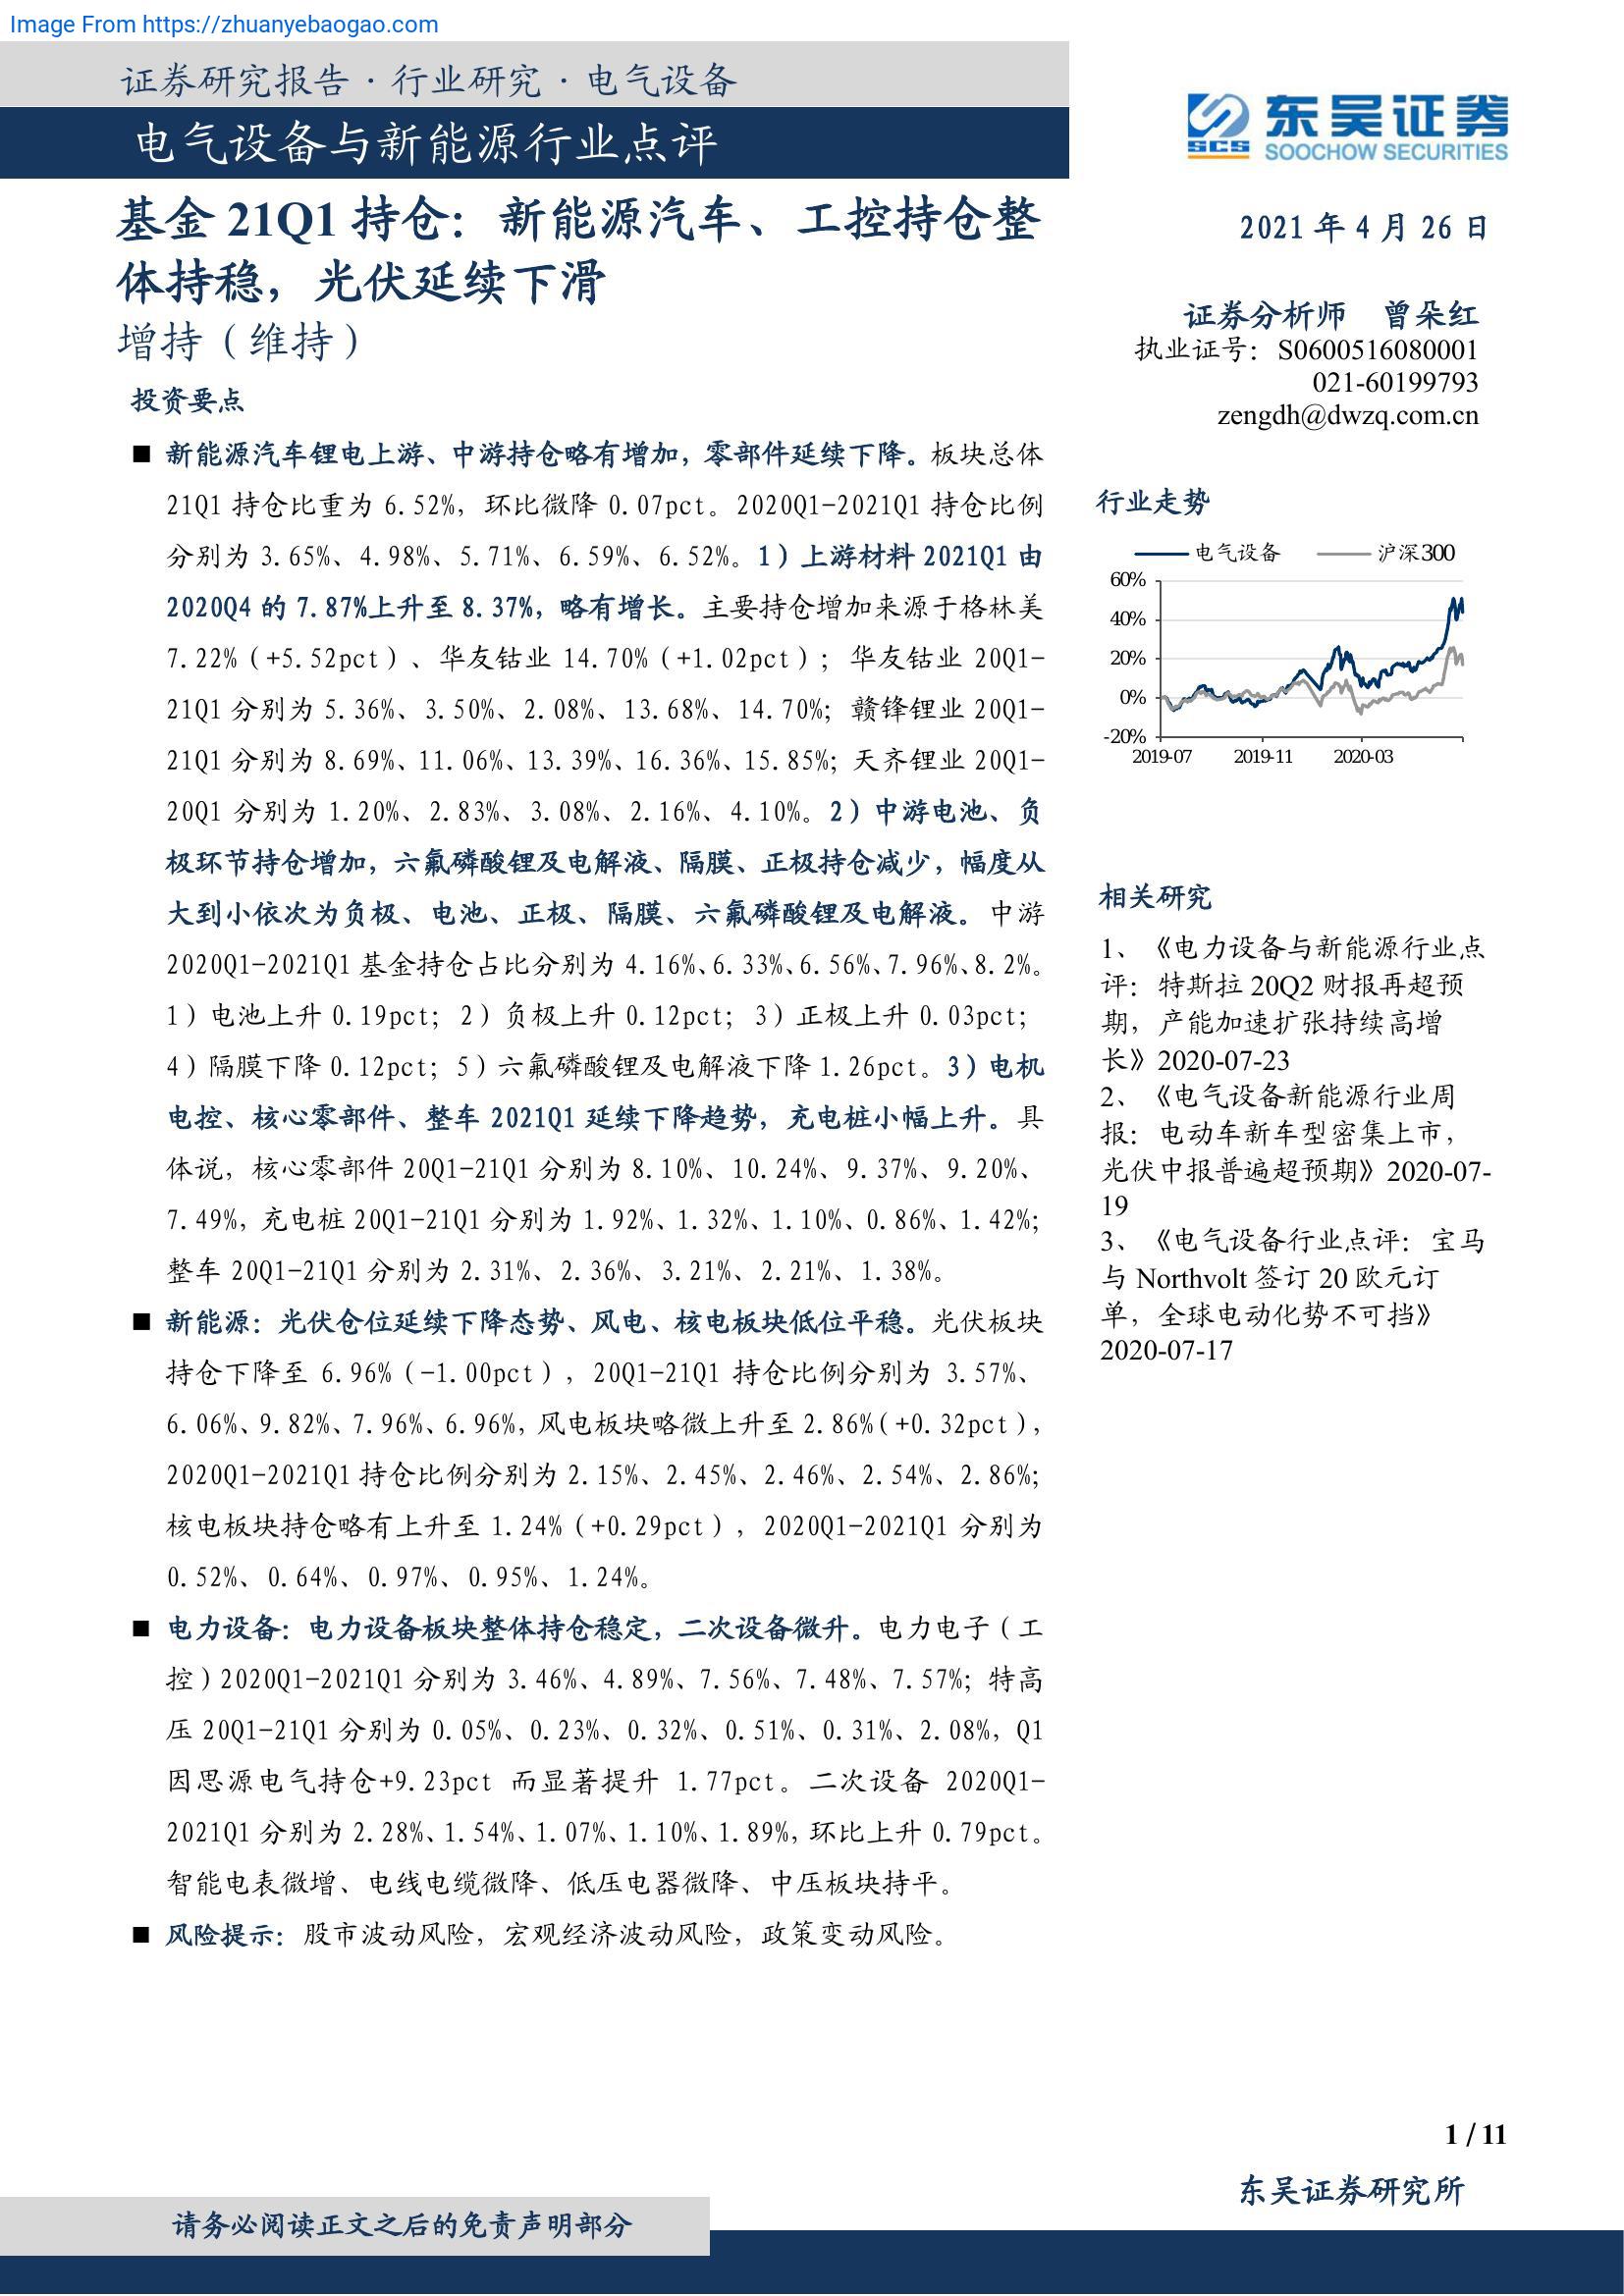 Image From https://zhuanyebaogao.com
证券研究报告·行业研究·电气设备
电气设备与新能源行业点评
SCS 东吴证券
SOOCHOW SECURITIES
基金 21Q1 持仓：新能源汽车、工控持仓整
体持稳，光伏延续下滑
增持（维持）
投资要点
■ 新能源汽车锂电上游、中游持仓略有增加，零部件延续下降。板块总体
21Q1 持仓比重为 6.52%，环比微降 0.07pct。2020Q1-2021Q1 持仓比例
分别为 3.65%、4.98%、5.71%、6.59%、6.52%。1）上游材料 2021Q1 由
2020Q4 的 7.87%上升至 8.37%，略有增长。主要持仓增加来源于格林美
7.22%（+5.52pct）、华友钴业 14.70%（+1.02pct）；华友钴业 20Q1-
21Q1 分别为 5.36%、3.50%、2.08%、13.68%、14.70%；赣锋锂业 20Q1-
21Q1 分别为 8.69%、11.06%、13.39%、16.36%、15.85%；天齐锂业 20Q1-
20Q1 分别为 1.20%、2.83%、3.08%、2.16%、4.10%。2）中游电池、负
极环节持仓增加，六氟磷酸锂及电解液、隔膜、正极持仓减少，幅度从
大到小依次为负极、电池、正极、隔膜、六氟磷酸锂及电解液。中游
2020Q1-2021Q1 基金持仓占比分别为 4.16%、6.33%、6.56%、7.96%、8.2%。
1）电池上升 0.19pct；2）负极上升 0.12pct；3）正极上升 0.03pct；
4）隔膜下降 0.12pct；5）六氟磷酸锂及电解液下降 1.26pct。3）电机
电控、核心零部件、整车 2021Q1 延续下降趋势，充电桩小幅上升。具
体说，核心零部件 20Q1-21Q1 分别为 8.10%、10.24%、9.37%、9.20%、
7.49%，充电桩 20Q1-21Q1 分别为 1.92%、1.32%、1.10%、0.86%、1.42%；
整车 20Q1-21Q1 分别为 2.31%、2.36%、3.21%、2.21%、1.38%。
■ 新能源：光伏仓位延续下降态势、风电、核电板块低位平稳。光伏板块
持仓下降至 6.96%（-1.00pct），20Q1-21Q1 持仓比例分别为 3.57%、
6.06%、9.82%、7.96%、6.96%，风电板块略微上升至 2.86%（+0.32pct），
2020Q1-2021Q1 持仓比例分别为 2.15%、2.45%、2.46%、2.54%、2.86%；
核电板块持仓略有上升至 1.24%（+0.29pct），2020Q1-2021Q1 分别为
0.52%、0.64%、0.97%、0.95%、1.24%。
■ 电力设备：电力设备板块整体持仓稳定，二次设备微升。电力电子（工
控）2020Q1-2021Q1 分别为 3.46%、4.89%、7.56%、7.48%、7.57%；特高
压 20Q1-21Q1 分别为 0.05%、0.23%、0.32%、0.51%、0.31%、2.08%，Q1
因思源电气持仓+9.23pct 而显著提升 1.77pct。二次设备 2020Q1-
2021Q1 分别为 2.28%、1.54%、1.07%、1.10%、1.89%，环比上升 0.79pct。
智能电表微增、电线电缆微降、低压电器微降、中压板块持平。
■ 风险提示：股市波动风险，宏观经济波动风险，政策变动风险。
2021 年 4 月 26 日
证券分析师 曾朵红
执业证号：S0600516080001
021-60199793
zengdh@dwzq.com.cn
行业走势
电气设备 沪深300
60%
40%
20%
0%
-20%
2019-07 2019-11 2020-03
相关研究
1、《电力设备与新能源行业点
评：特斯拉 20Q2 财报再超预
期，产能加速扩张持续高增
长》2020-07-23
2、《电气设备新能源行业周
报：电动车新车型密集上市，
光伏中报普遍超预期》2020-07-
19
3、《电气设备行业点评：宝马
与 Northvolt 签订 20 欧元订
单，全球电动化势不可挡》
2020-07-17
1 / 11
东吴证券研究所
请务必阅读正文之后的免责声明部分